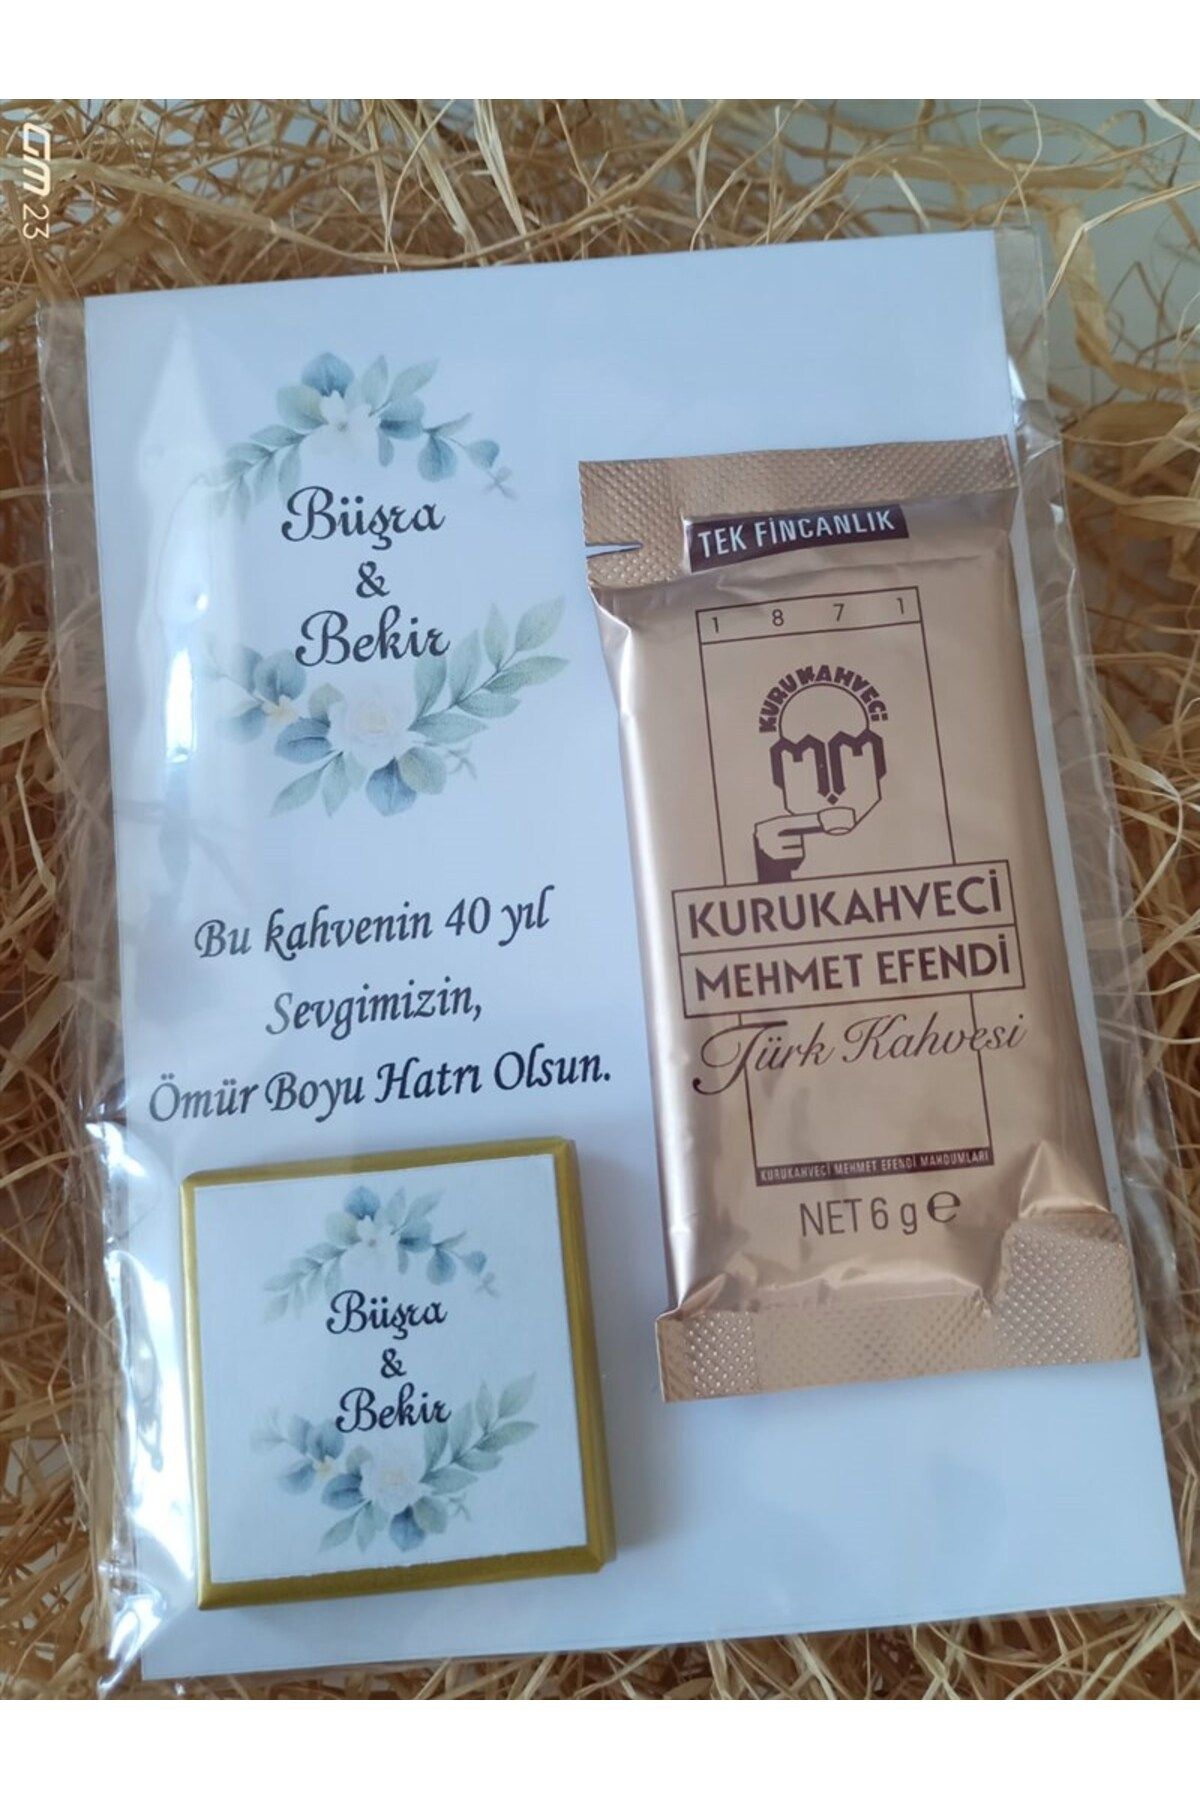 GM 23
Büşra
&
Bekir
Bu kahvenin 40 yıl
Sevgimizin,
Ömür Boyu Hatrı Olsun.
Büşra
&
Bekir
TEK FİNCANLIK
1 8 7 1
KURUKAHVECİ
MM
KURUKAHVECİ
MEHMET EFENDİ
Türk Kahvesi
KURUKAHVECİ MEHMET EFENDİ MAHDUMLARI
NET 6 g e